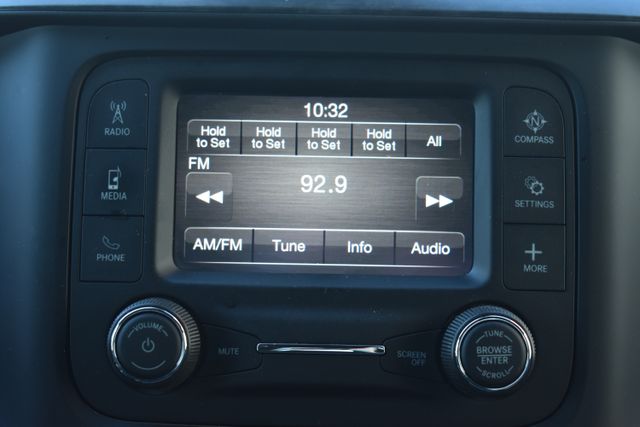 10:32
Hold to Set
Hold to Set
Hold to Set
Hold to Set
All
FM
92.9
AM/FM Tune Info Audio
RADIO
MEDIA
PHONE
COMPASS
SETTINGS
MORE
VOLUME
MUTE
SCREEN OFF
TUNE
BROWSE
ENTER
SCROLL